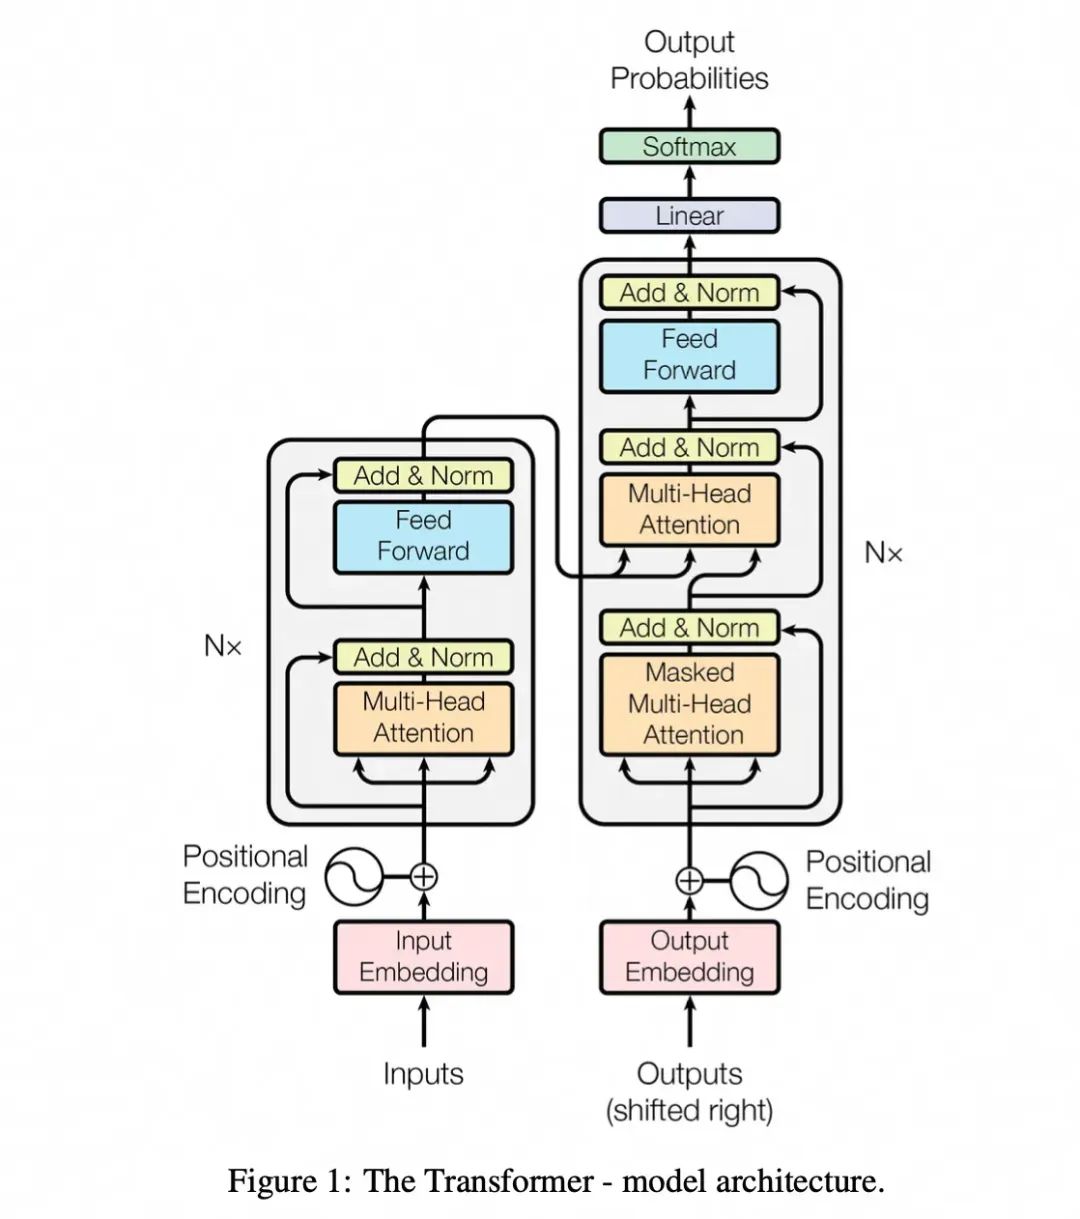 Output
Probabilities
Softmax
Linear
Add & Norm
Feed
Forward
Add & Norm
Multi-Head
Attention
N×
Add & Norm
Masked
Multi-Head
Attention
Add & Norm
Feed
Forward
N×
Add & Norm
Multi-Head
Attention
Positional
Encoding
Positional
Encoding
Input
Embedding
Output
Embedding
Inputs
Outputs
(shifted right)
Figure 1: The Transformer - model architecture.